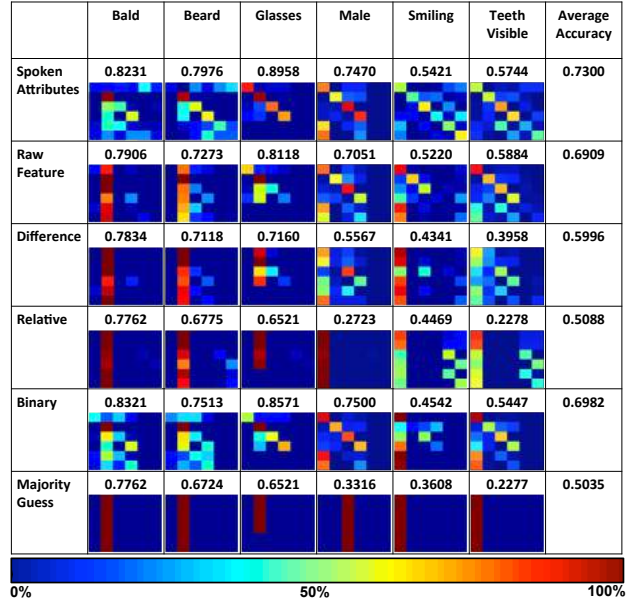 Bald Beard Glasses Male Smiling Teeth Visible Average Accuracy
Spoken Attributes 0.8231 0.7976 0.8958 0.7470 0.5421 0.5744 0.7300
Raw Feature 0.7906 0.7273 0.8118 0.7051 0.5220 0.5884 0.6909
Difference 0.7834 0.7118 0.7160 0.5567 0.4341 0.3958 0.5996
Relative 0.7762 0.6775 0.6521 0.2723 0.4469 0.2278 0.5088
Binary 0.8321 0.7513 0.8571 0.7500 0.4542 0.5447 0.6982
Majority Guess 0.7762 0.6724 0.6521 0.3316 0.3608 0.2277 0.5035
0% 50% 100%